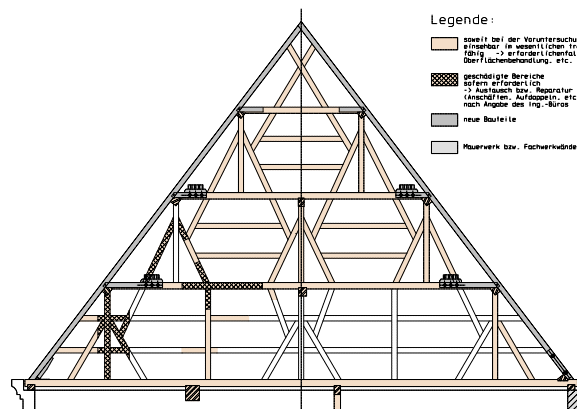 Legende:
soweit bei der Voruntersuchu
einsehbar im wesentlichen tra
fähig -> erforderlichenfal
Oberflächenbehandlung, etc.
geschädigte Bereiche
sofern erforderlich
-> Austausch bzw. Reparatur
(Anschäften, Aufdoppeln, etc
nach Angabe des Ing.-Büros
neue Bauteile
Mauerwerk bzw. Fachwerkwände